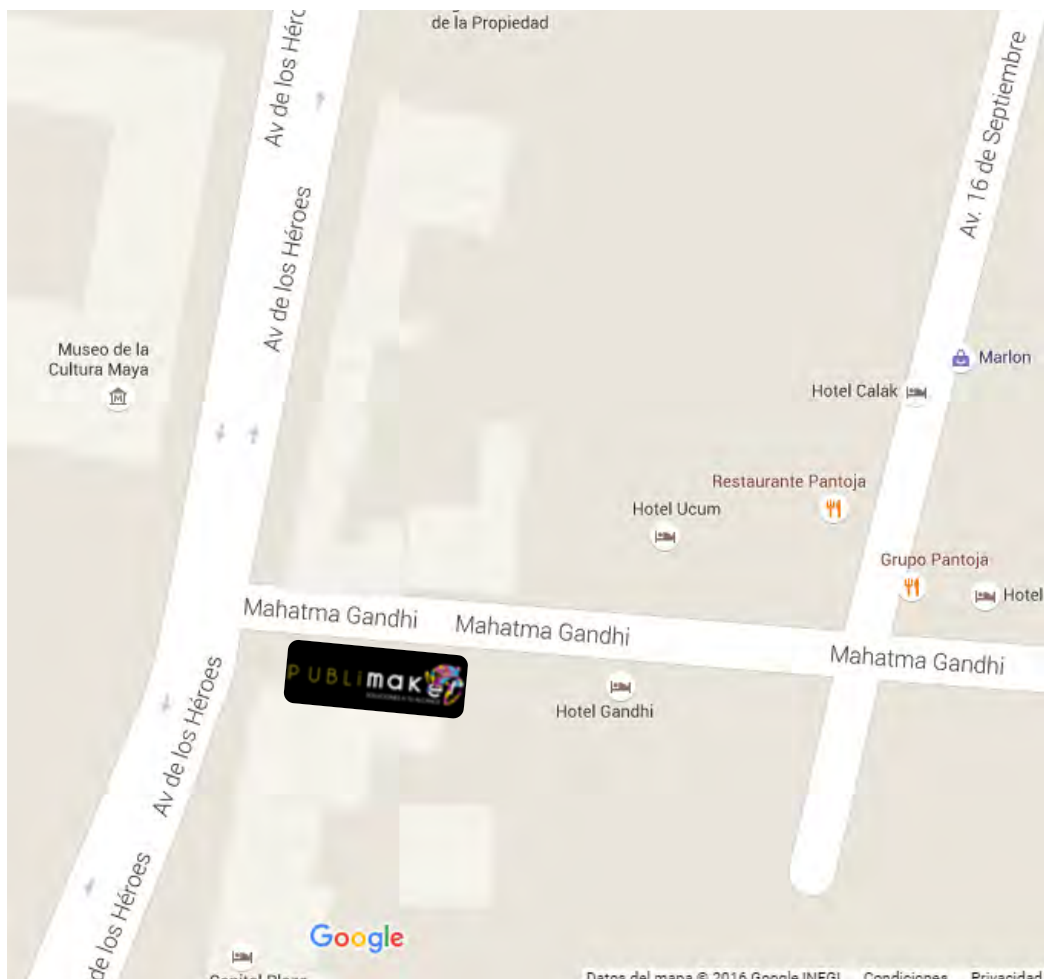 de la Propiedad
Av de los Héro
Av. 16 de Septiembre
Av de los Héroes
Museo de la
Cultura Maya
Marlon
Hotel Calak
Restaurante Pantoja
Hotel Ucum
Grupo Pantoja
Hotel
Mahatma Gandhi
Mahatma Gandhi
Mahatma Gandhi
PUBLimaker
Hotel Gandhi
Av de los Héroes
de los Héroes
Google
Datos del mapa © 2016 Google, INEGI
Condiciones
Privacidad